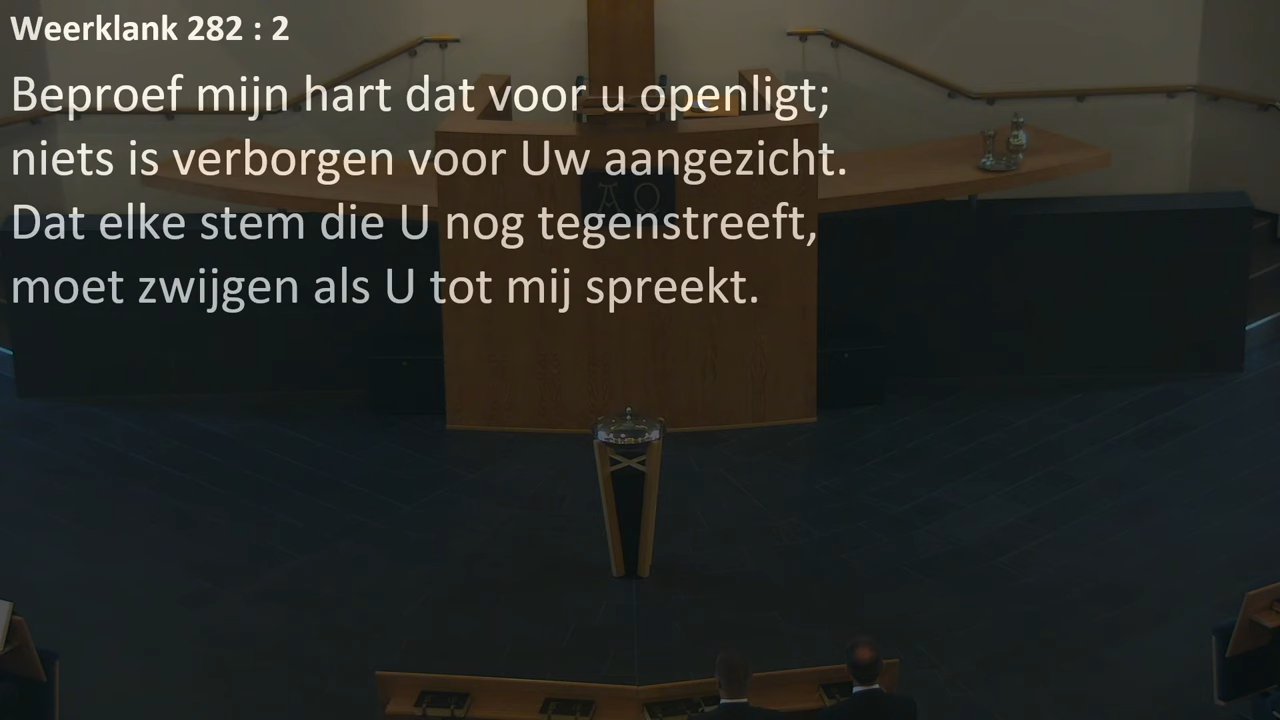 Weerklank 282 : 2
Beproef mijn hart dat voor u openligt;
niets is verborgen voor Uw aangezicht.
Dat elke stem die U nog tegenstreeft,
moet zwijgen als U tot mij spreekt.
Α Ω